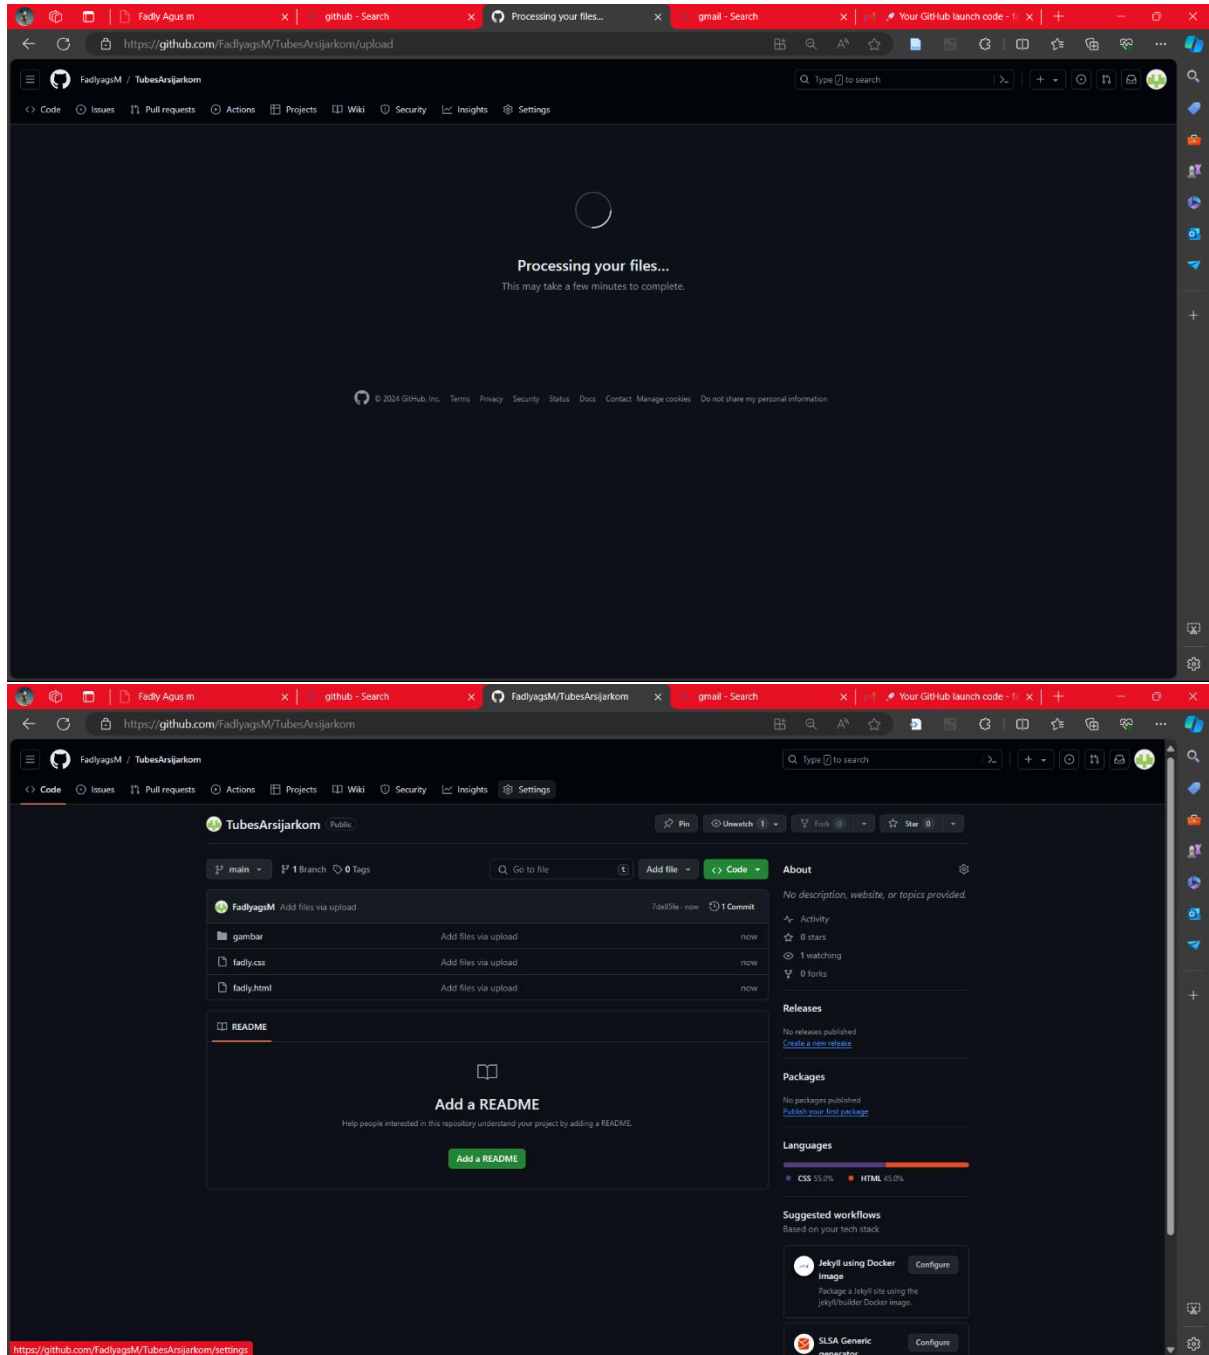 Fadly Agus m
github - Search
Processing your files...
gmail - Search
Your GitHub launch code - fa
https://github.com/FadlyagsM/TubesArsijarkom/upload
FadlyagsM / TubesArsijarkom
Type / to search
Code Issues Pull requests Actions Projects Wiki Security Insights Settings
Processing your files...
This may take a few minutes to complete.
© 2024 GitHub, Inc. Terms Privacy Security Status Docs Contact Manage cookies Do not share my personal information
Fadly Agus m
github - Search
FadlyagsM/TubesArsijarkom
gmail - Search
Your GitHub launch code - fa
https://github.com/FadlyagsM/TubesArsijarkom
FadlyagsM / TubesArsijarkom
Type / to search
Code Issues Pull requests Actions Projects Wiki Security Insights Settings
TubesArsijarkom Public
Pin Unwatch 1 Fork 0 Star 0
main 1 Branch 0 Tags
Go to file t
Add file Code
FadlyagsM Add files via upload 7de85fe · now 1 Commit
gambar Add files via upload now
fadly.css Add files via upload now
fadly.html Add files via upload now
README
Add a README
Help people interested in this repository understand your project by adding a README.
Add a README
About
No description, website, or topics provided.
Activity
0 stars
1 watching
0 forks
Releases
No releases published
Create a new release
Packages
No packages published
Publish your first package
Languages
CSS 55.0% HTML 45.0%
Suggested workflows
Based on your tech stack
Jekyll using Docker image
Configure
Package a Jekyll site using the
jekyll/builder Docker image.
SLSA Generic
generator
Configure
https://github.com/FadlyagsM/TubesArsijarkom/settings